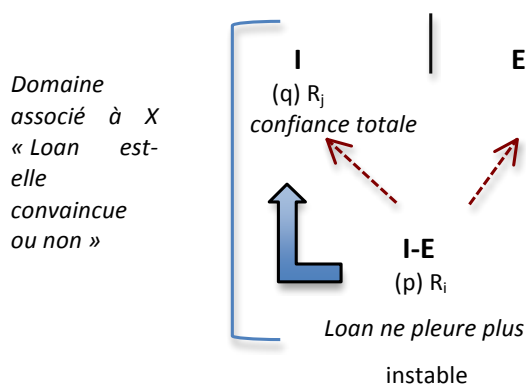 Domaine
associé à X
« Loan est-
elle
convaincue
ou non »
I
E
(q) Rj
confiance totale
I-E
(p) Ri
Loan ne pleure plus
instable